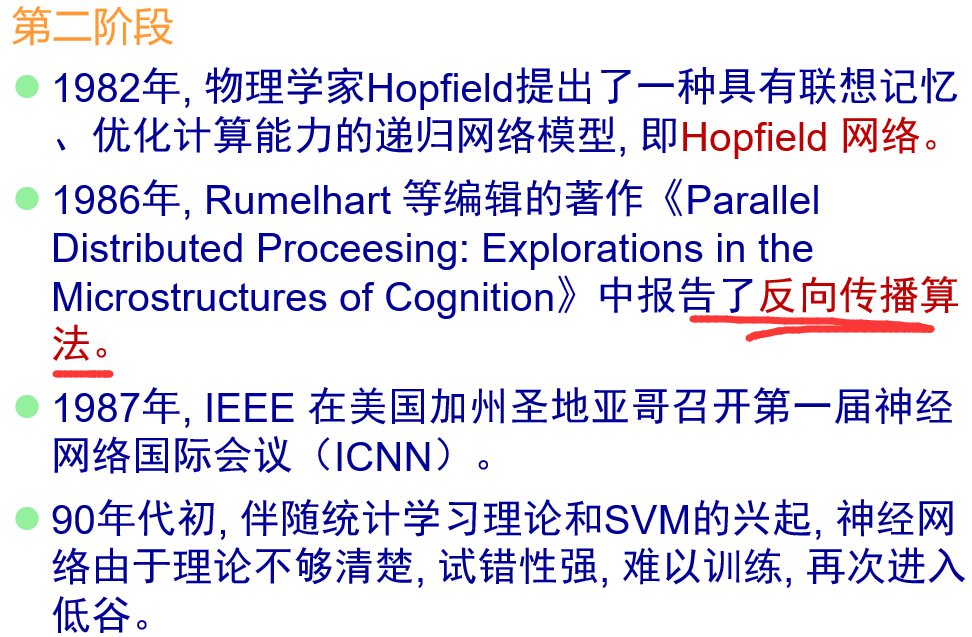 第二阶段
1982年, 物理学家Hopfield提出了一种具有联想记忆
、优化计算能力的递归网络模型, 即Hopfield 网络。
1986年, Rumelhart 等编辑的著作《Parallel
Distributed Proceesing: Explorations in the
Microstructures of Cognition》中报告了反向传播算
法。
1987年, IEEE 在美国加州圣地亚哥召开第一届神经
网络国际会议（ICNN）。
90年代初, 伴随统计学习理论和SVM的兴起, 神经网
络由于理论不够清楚, 试错性强, 难以训练, 再次进入
低谷。